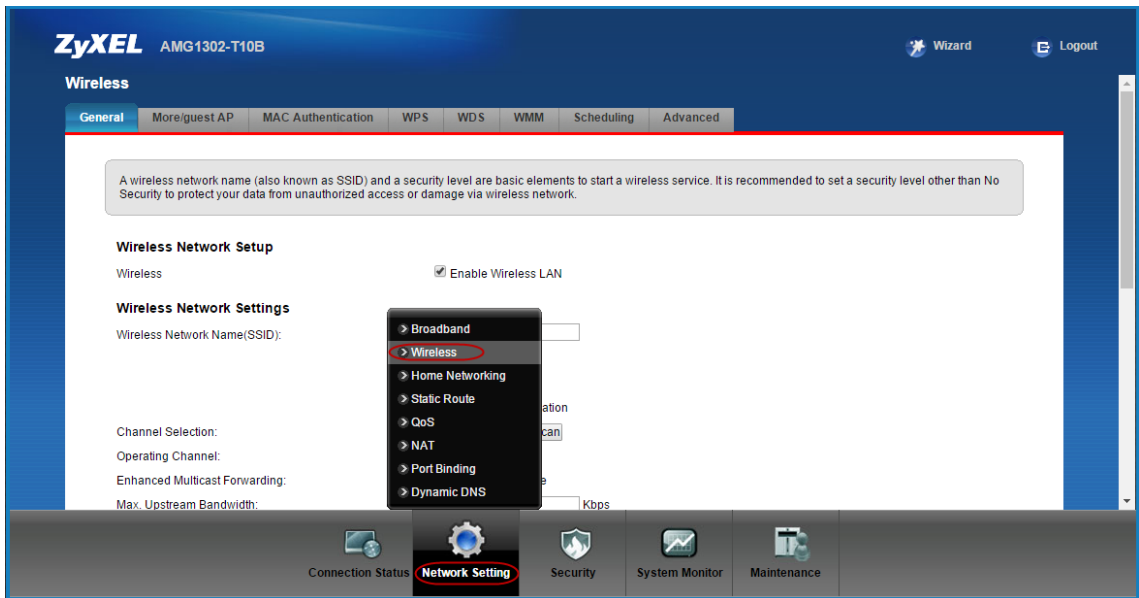 ZyXEL AMG1302-T10B
Wizard
Logout
Wireless
General More/guest AP MAC Authentication WPS WDS WMM Scheduling Advanced
A wireless network name (also known as SSID) and a security level are basic elements to start a wireless service. It is recommended to set a security level other than No
Security to protect your data from unauthorized access or damage via wireless network.
Wireless Network Setup
Wireless
Enable Wireless LAN
Wireless Network Settings
Wireless Network Name(SSID):
Channel Selection:
Operating Channel:
Enhanced Multicast Forwarding:
Max. Upstream Bandwidth:
Kbps
Broadband
Wireless
Home Networking
Static Route
QoS
NAT
Port Binding
Dynamic DNS
ation
can
e
Connection Status
Network Setting
Security
System Monitor
Maintenance